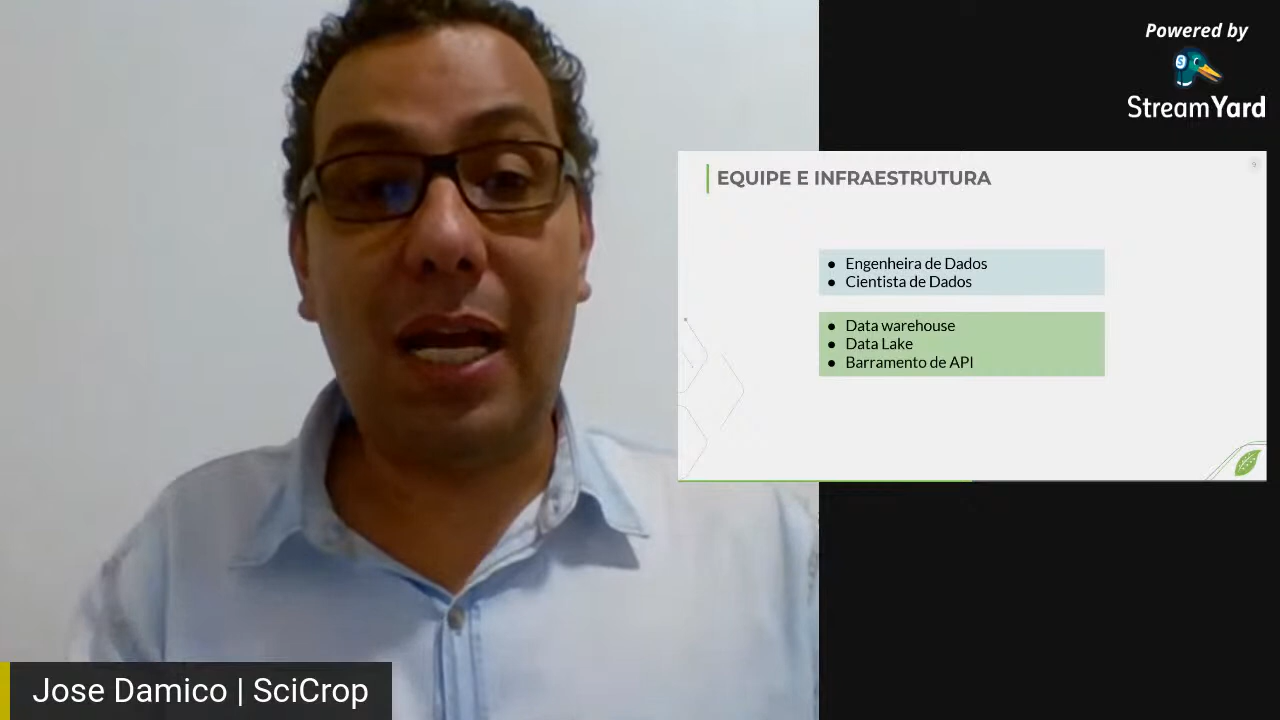 Powered by
StreamYard
EQUIPE E INFRAESTRUTURA
● Engenheira de Dados
● Cientista de Dados
● Data warehouse
● Data Lake
● Barramento de API
Jose Damico | SciCrop